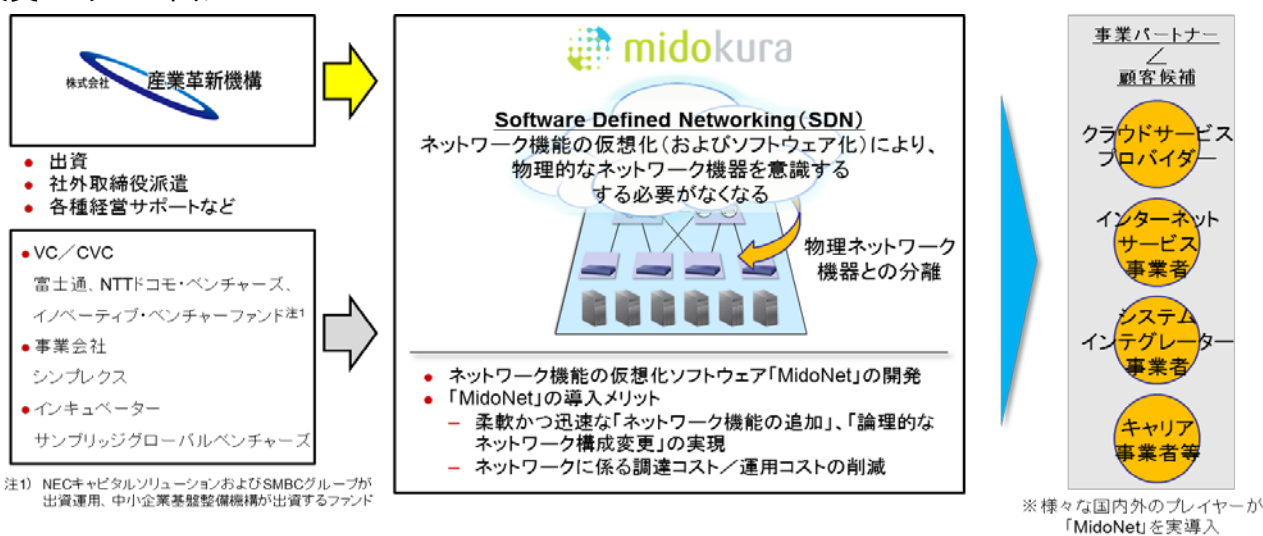 株式会社 産業革新機構
● 出資
● 社外取締役派遣
● 各種経営サポートなど
● VC／CVC
富士通、NTTドコモ・ベンチャーズ、
イノベーティブ・ベンチャーファンド注1
● 事業会社
シンプレクス
● インキュベーター
サンブリッジグローバルベンチャーズ
注1) NECキャピタルソリューションおよびSMBCグループが
出資運用、中小企業基盤整備機構が出資するファンド
midokura
Software Defined Networking(SDN)
ネットワーク機能の仮想化(およびソフトウェア化)により、
物理的なネットワーク機器を意識する
する必要がなくなる
物理ネットワーク
機器との分離
● ネットワーク機能の仮想化ソフトウェア「MidoNet」の開発
● 「MidoNet」の導入メリット
– 柔軟かつ迅速な「ネットワーク機能の追加」、「論理的な
ネットワーク構成変更」の実現
– ネットワークに係る調達コスト／運用コストの削減
事業パートナー
／
顧客候補
クラウドサービス
プロバイダー
インターネット
サービス
事業者
システム
インテグレーター
事業者
キャリア
事業者等
※様々な国内外のプレイヤーが
「MidoNet」を実導入